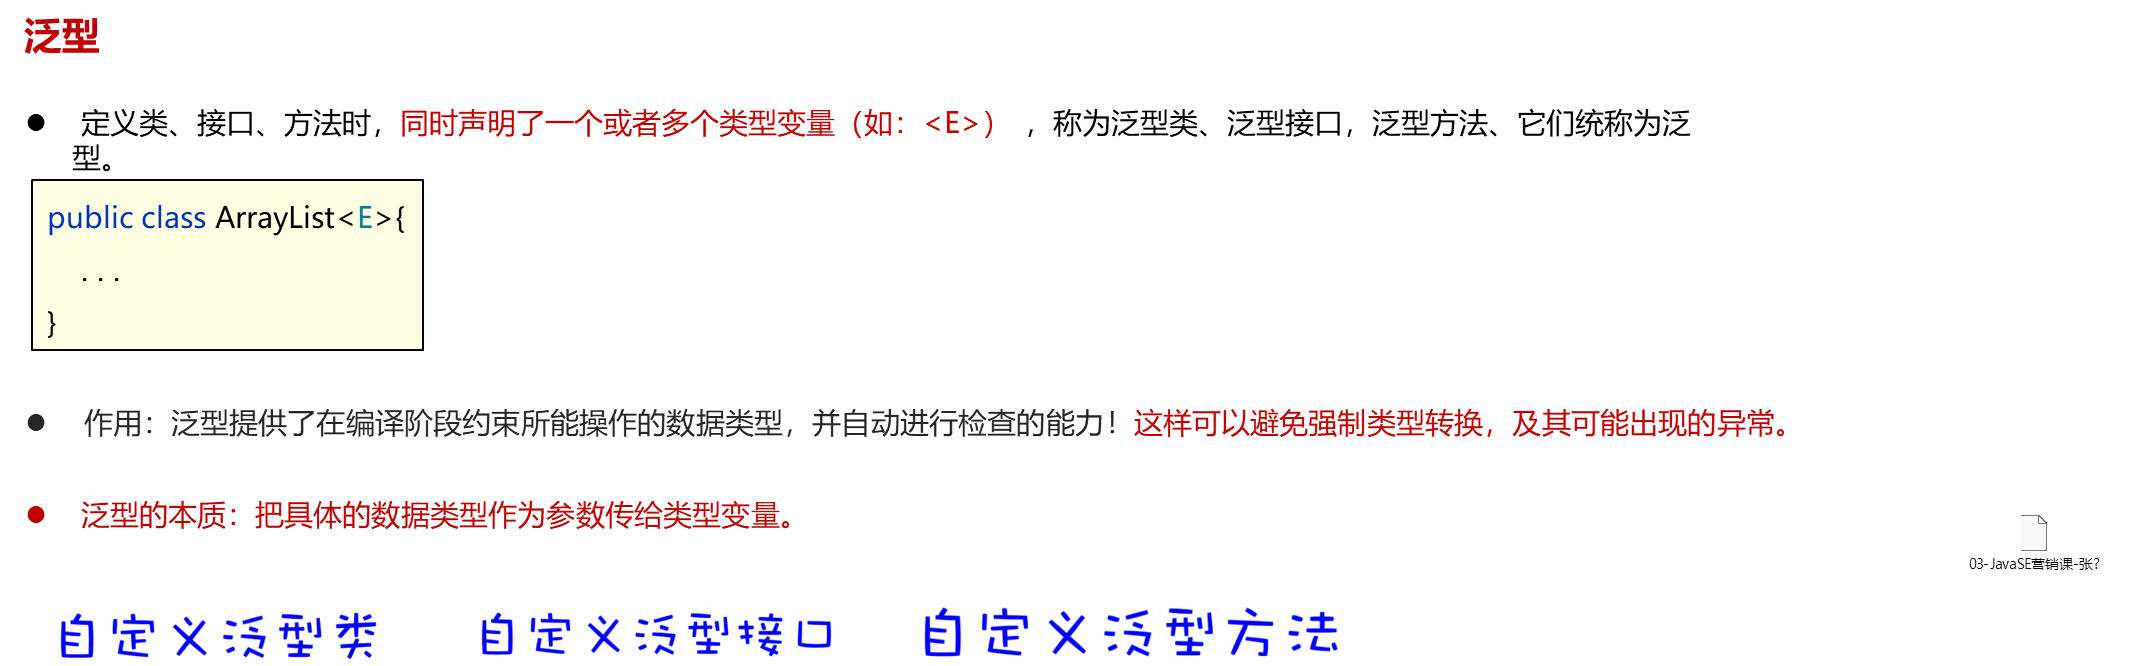 泛型
● 定义类、接口、方法时，同时声明了一个或者多个类型变量（如：<E>），称为泛型类、泛型接口，泛型方法、它们统称为泛
型。
public class ArrayList<E>{
. . .
}
● 作用：泛型提供了在编译阶段约束所能操作的数据类型，并自动进行检查的能力！这样可以避免强制类型转换，及其可能出现的异常。
● 泛型的本质：把具体的数据类型作为参数传给类型变量。
03-JavaSE营销课-张?
自定义泛型类 自定义泛型接口 自定义泛型方法